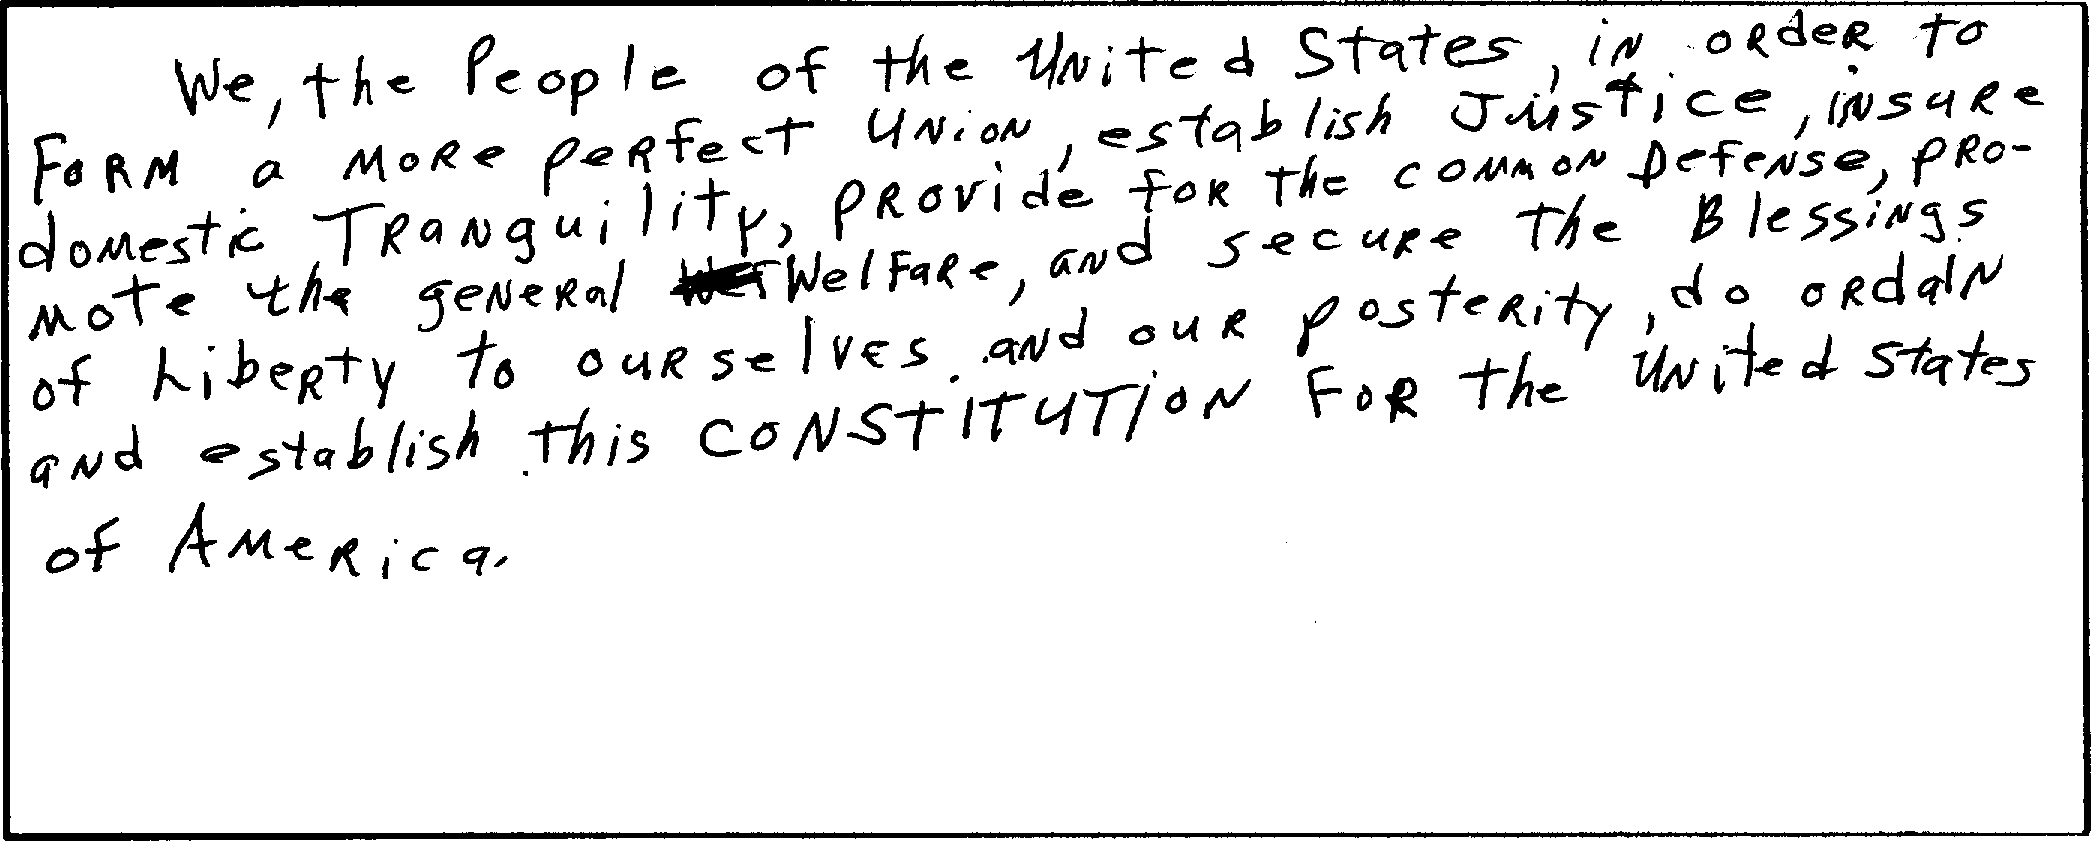 We, the People of the United States, in order to
form a more perfect Union, establish Justice, insure
domestic Tranquility, provide for the common Defense, pro-
mote the general Welfare, and secure the Blessings
of Liberty to ourselves and our posterity, do ordain
and establish this CONSTITUTION for the United States
of America.